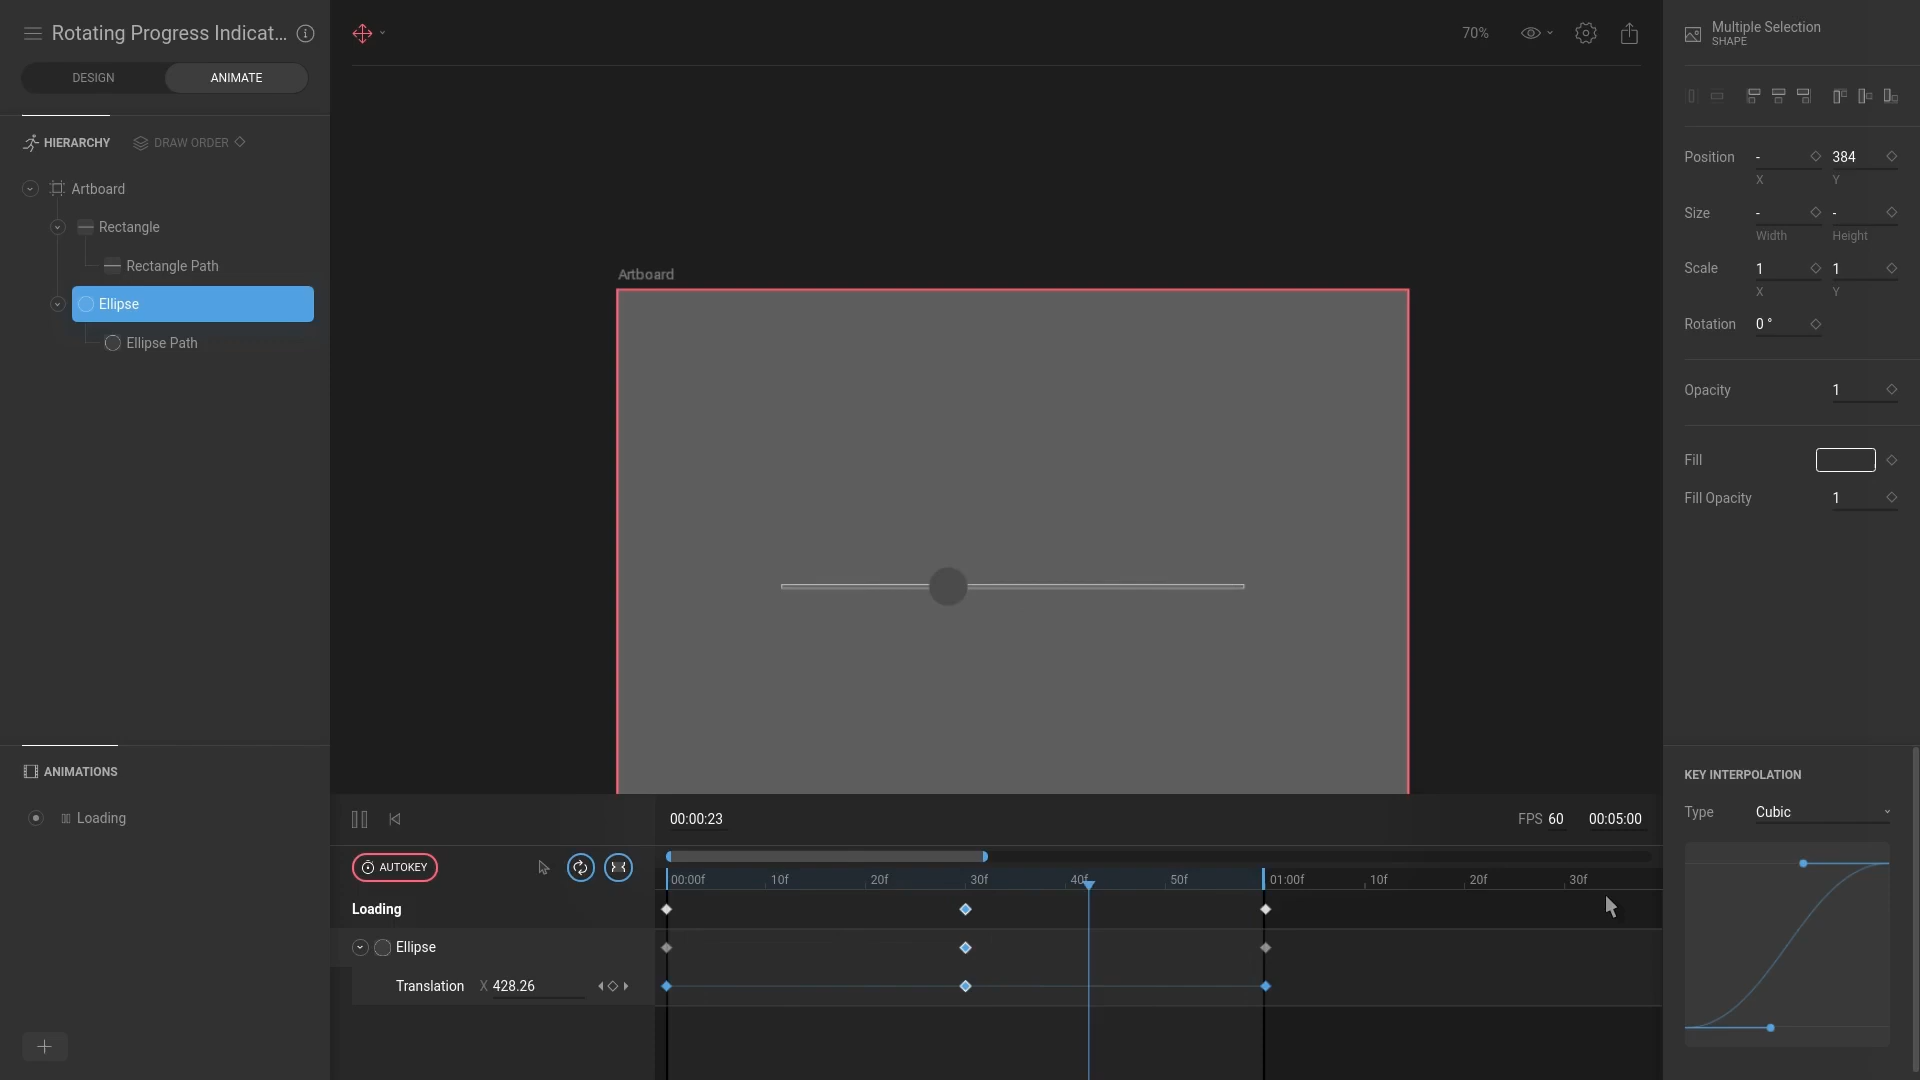 Rotating Progress Indicat...
DESIGN
ANIMATE
HIERARCHY
DRAW ORDER
Artboard
Rectangle
Rectangle Path
Ellipse
Ellipse Path
ANIMATIONS
Loading
70%
Artboard
00:00:23
FPS 60
00:05:00
AUTOKEY
00:00f 10f 20f 30f 40f 50f 01:00f 10f 20f 30f
Loading
Ellipse
Translation X 428.26
Multiple Selection
SHAPE
Position - 384
X Y
Size - -
Width Height
Scale 1 1
X Y
Rotation 0 °
Opacity 1
Fill
Fill Opacity 1
KEY INTERPOLATION
Type Cubic